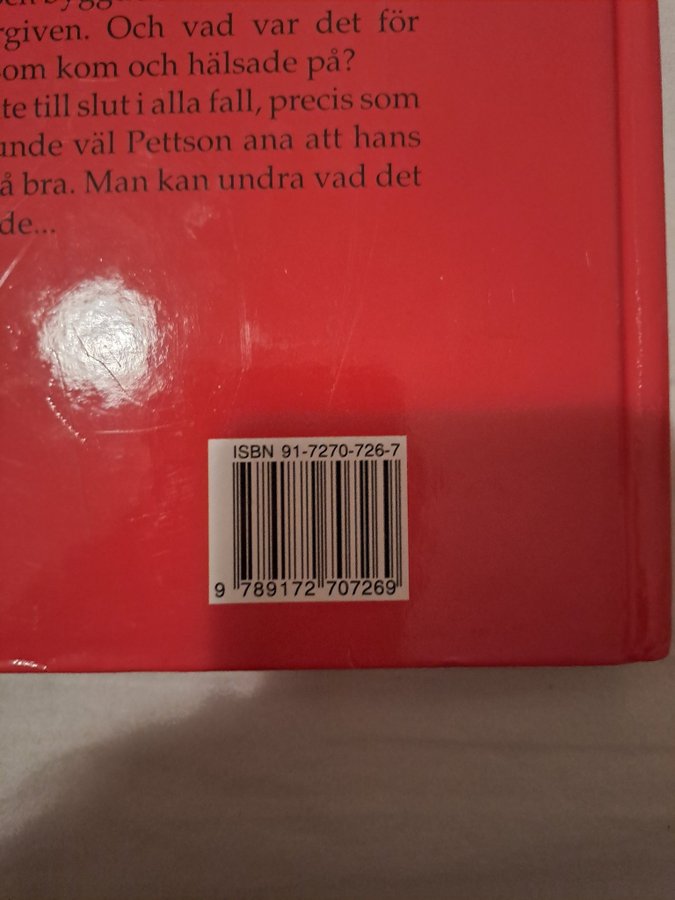 rgiven. Och vad var det för
om kom och hälsade på?
te till slut i alla fall, precis som
unde väl Pettson ana att hans
å bra. Man kan undra vad det
de...
ISBN 91-7270-726-7
9 789172 707269